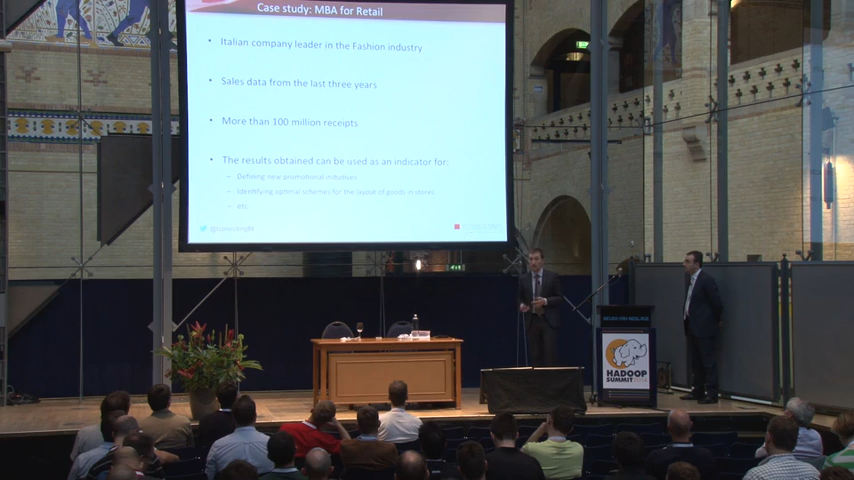 Case study: MBA for Retail
• Italian company leader in the Fashion industry
• Sales data from the last three years
• More than 100 million receipts
• The results obtained can be used as an indicator for:
– Defining new promotional initiatives
– Identifying optimal schemes for the layout of goods in stores
– etc
HADOOP
SUMMIT 2014